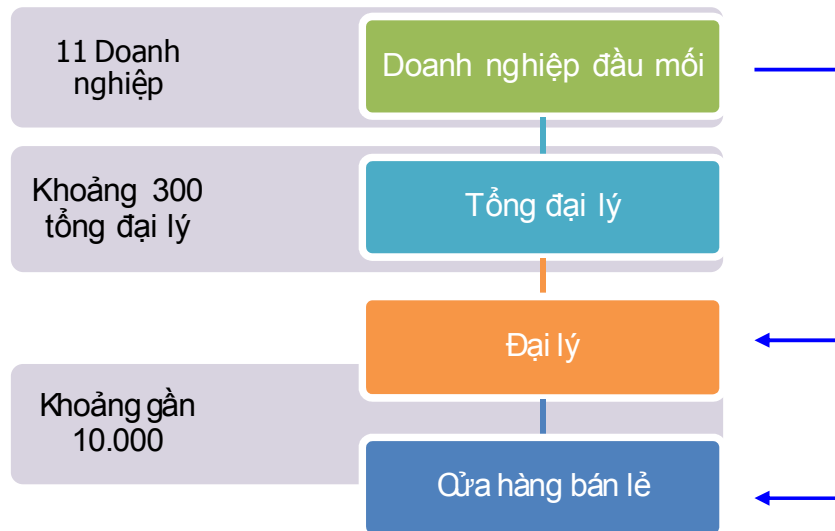 11 Doanh
nghiệp
Doanh nghiệp đầu mối
Khoảng 300
tổng đại lý
Tổng đại lý
Đại lý
Khoảng gần
10.000
Cửa hàng bán lẻ